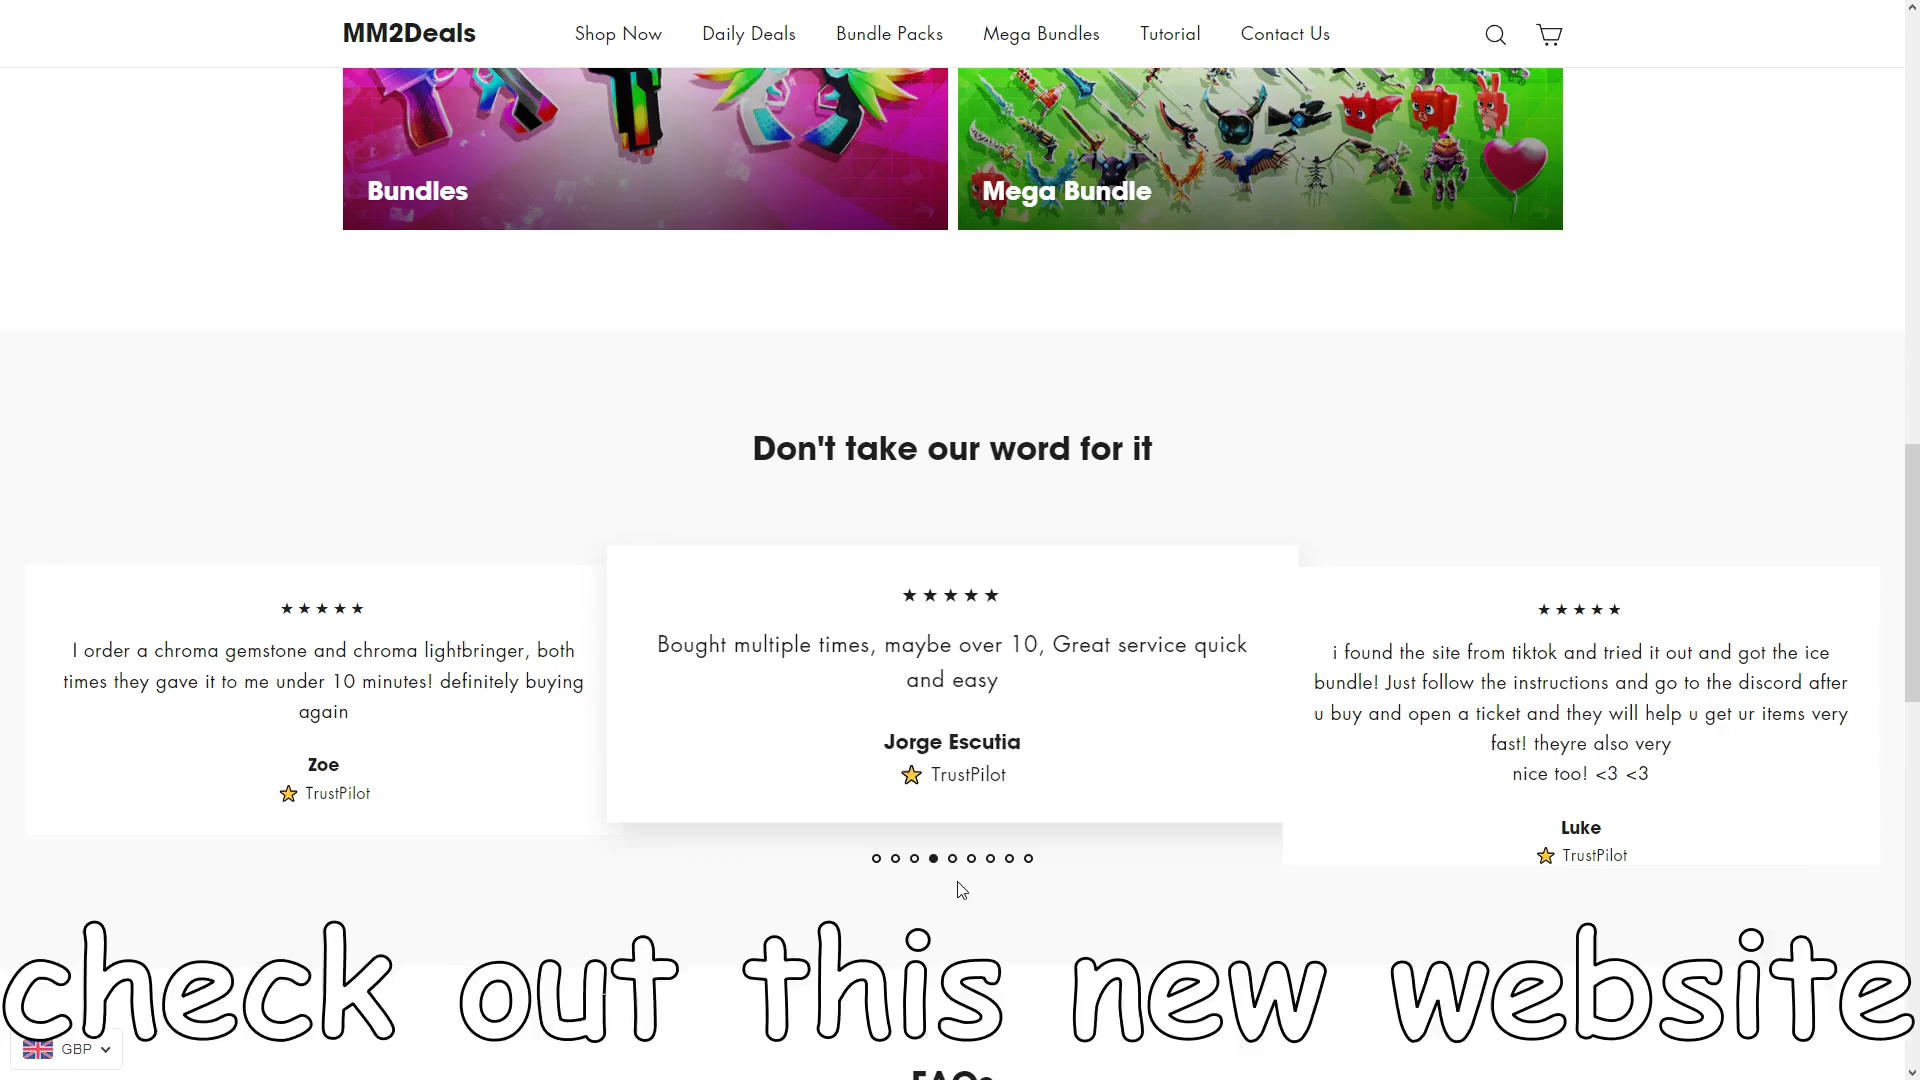 MM2Deals
Shop Now
Daily Deals
Bundle Packs
Mega Bundles
Tutorial
Contact Us
Bundles
Mega Bundle
Don't take our word for it
★★★★★
I order a chroma gemstone and chroma lightbringer, both
times they gave it to me under 10 minutes! definitely buying
again
Zoe
TrustPilot
★★★★★
Bought multiple times, maybe over 10, Great service quick
and easy
Jorge Escutia
TrustPilot
★★★★★
i found the site from tiktok and tried it out and got the ice
bundle! Just follow the instructions and go to the discord after
u buy and open a ticket and they will help u get ur items very
fast! theyre also very
nice too! <3 <3
Luke
TrustPilot
check out this new website
GBP
FAQs